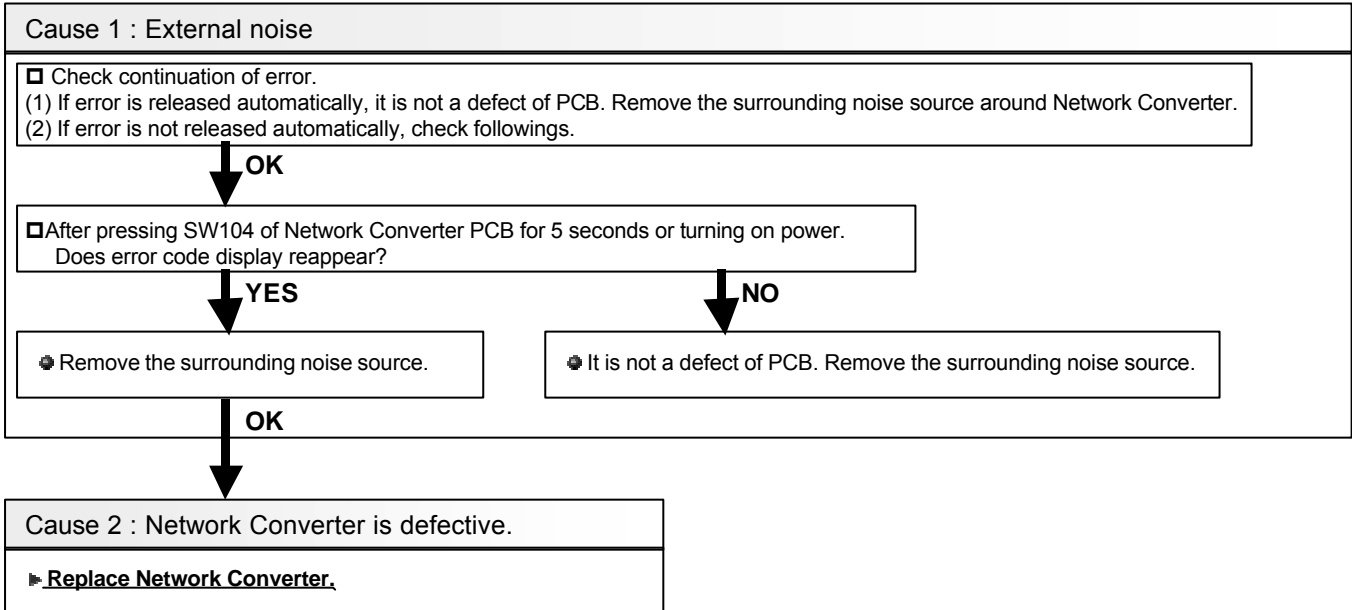 Cause 1 : External noise
Check continuation of error.
(1) If error is released automatically, it is not a defect of PCB. Remove the surrounding noise source around Network Converter.
(2) If error is not released automatically, check followings.
OK
After pressing SW104 of Network Converter PCB for 5 seconds or turning on power.
Does error code display reappear?
YES
NO
Remove the surrounding noise source.
It is not a defect of PCB. Remove the surrounding noise source.
OK
Cause 2 : Network Converter is defective.
Replace Network Converter.